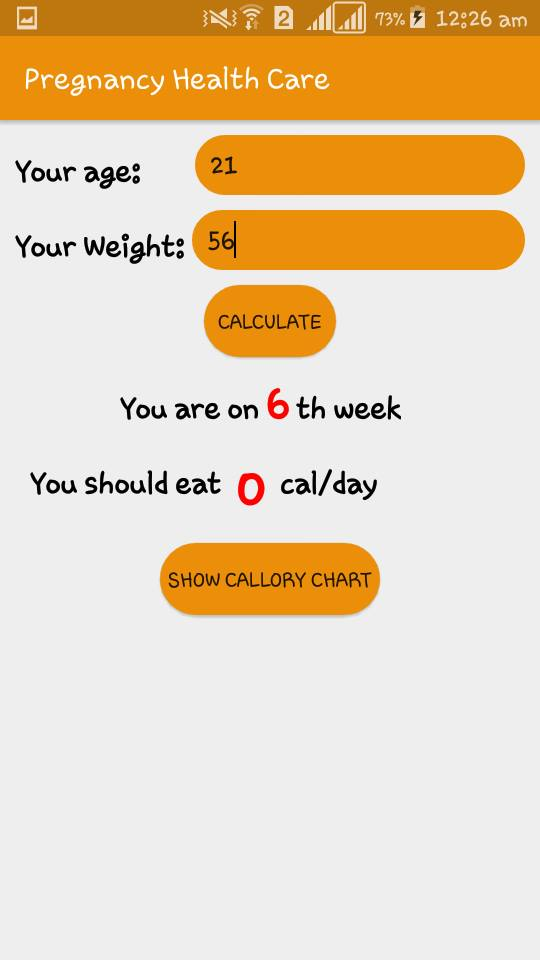 2 73% 12:26 am
Pregnancy Health Care
Your age: 21
Your Weight: 56
CALCULATE
You are on 6 th week
You should eat 0 cal/day
SHOW CALLORY CHART